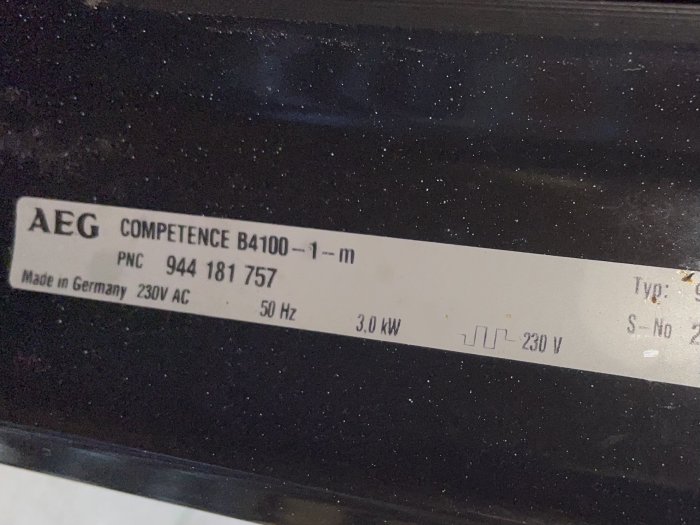 AEG COMPETENCE B4100-1-m
PNC 944 181 757
Made in Germany 230V AC 50 Hz 3,0 kW 230 V
Typ:
S-No 2